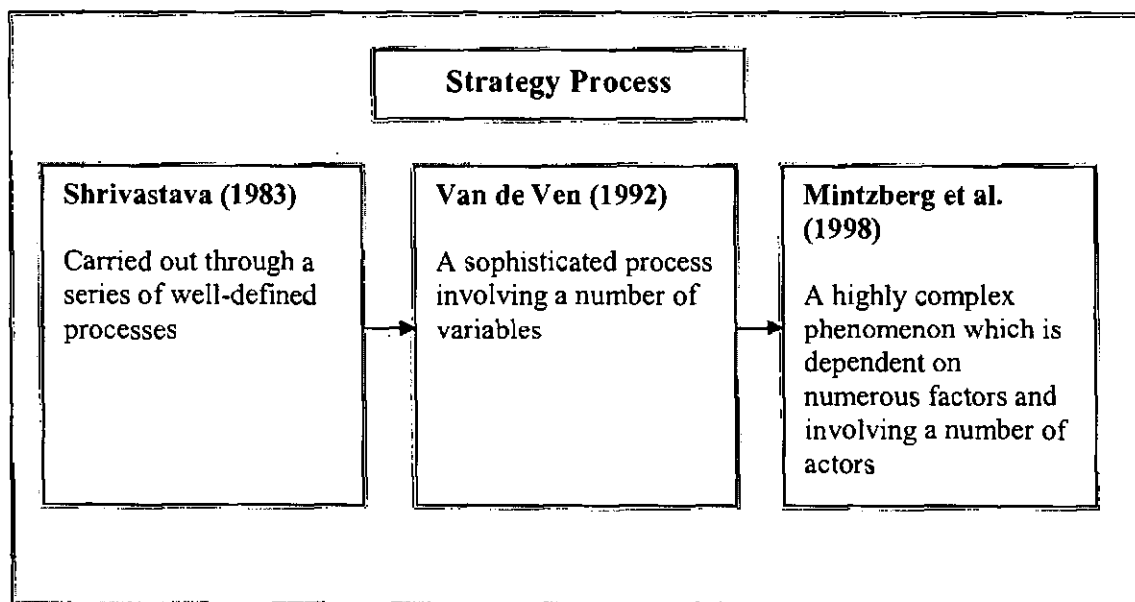 Strategy Process
Shrivastava (1983)
Carried out through a
series of well-defined
processes
Van de Ven (1992)
A sophisticated process
involving a number of
variables
Mintzberg et al.
(1998)
A highly complex
phenomenon which is
dependent on
numerous factors and
involving a number of
actors